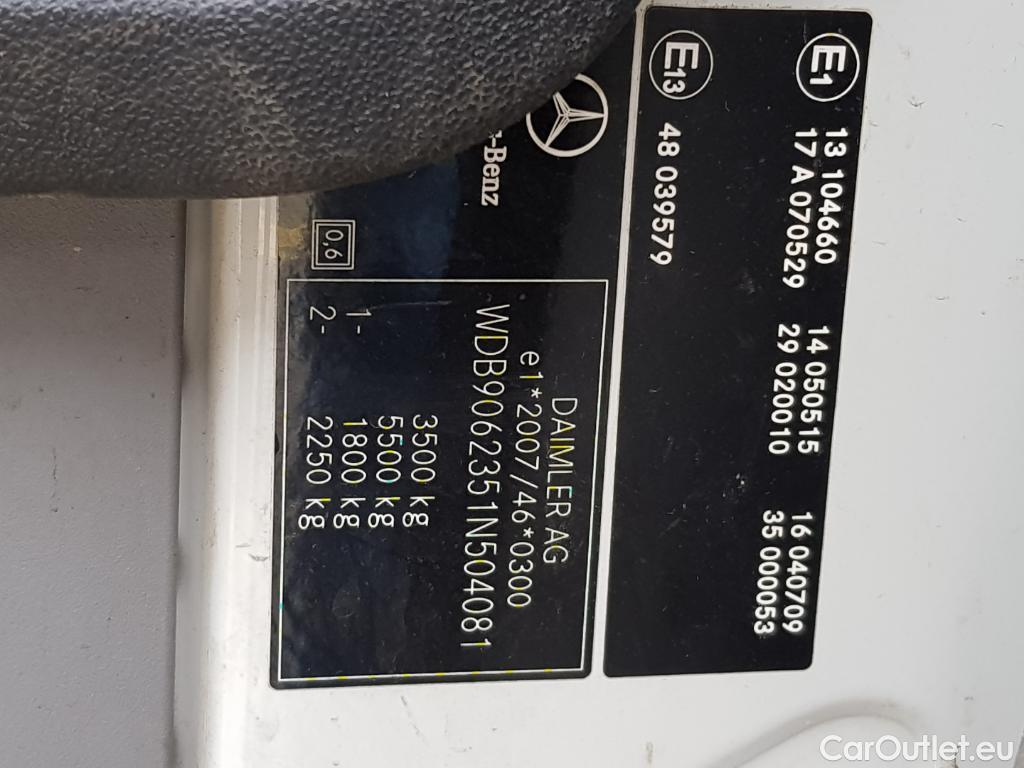 E1 13 104660 14 050515 16 040709
17 A 070529 29 020010 35 000053
E13 48 039579
-Benz
DAIMLER AG
e1*2007/46*0300
WDB9062351N504081
3500 kg
5500 kg
1- 1800 kg
2- 2250 kg
0,6
CarOutlet.eu